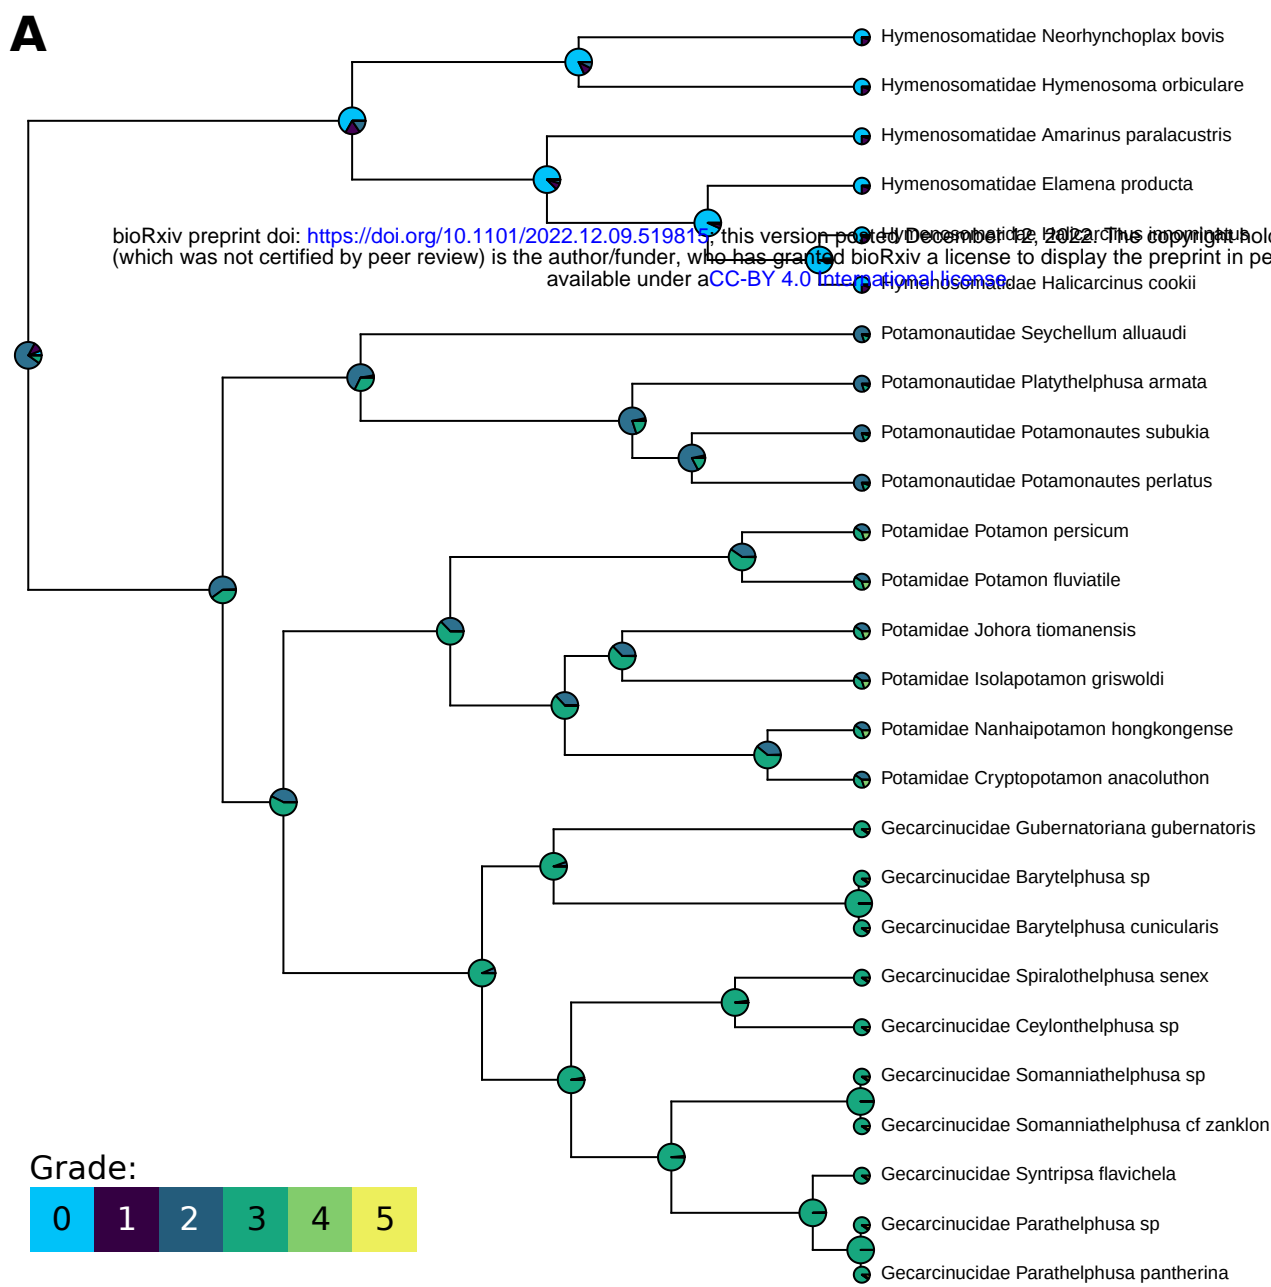 A
Hymenosomatidae Neorhynchoplax bovis
Hymenosomatidae Hymenosoma orbiculare
Hymenosomatidae Amarinus paralacustris
Hymenosomatidae Elamena producta
bioRxiv preprint doi: https://doi.org/10.1101/2022.12.09.519815; this version posted December 12, 2022. The copyright hol
Hymenosomatidae Halicarcinus innominatus
(which was not certified by peer review) is the author/funder, who has granted bioRxiv a license to display the preprint in pe
available under aCC-BY 4.0 International license.
Hymenosomatidae Halicarcinus cookii
Potamonautidae Seychellum alluaudi
Potamonautidae Platythelphusa armata
Potamonautidae Potamonautes subukia
Potamonautidae Potamonautes perlatus
Potamidae Potamon persicum
Potamidae Potamon fluviatile
Potamidae Johora tiomanensis
Potamidae Isolapotamon griswoldi
Potamidae Nanhaipotamon hongkongense
Potamidae Cryptopotamon anacoluthon
Gecarcinucidae Gubernatoriana gubernatoris
Gecarcinucidae Barytelphusa sp
Gecarcinucidae Barytelphusa cunicularis
Gecarcinucidae Spiralothelphusa senex
Gecarcinucidae Ceylonthelphusa sp
Gecarcinucidae Somanniathelphusa sp
Gecarcinucidae Somanniathelphusa cf zanklon
Gecarcinucidae Syntripsa flavichela
Gecarcinucidae Parathelphusa sp
Gecarcinucidae Parathelphusa pantherina
Grade:
0 1 2 3 4 5